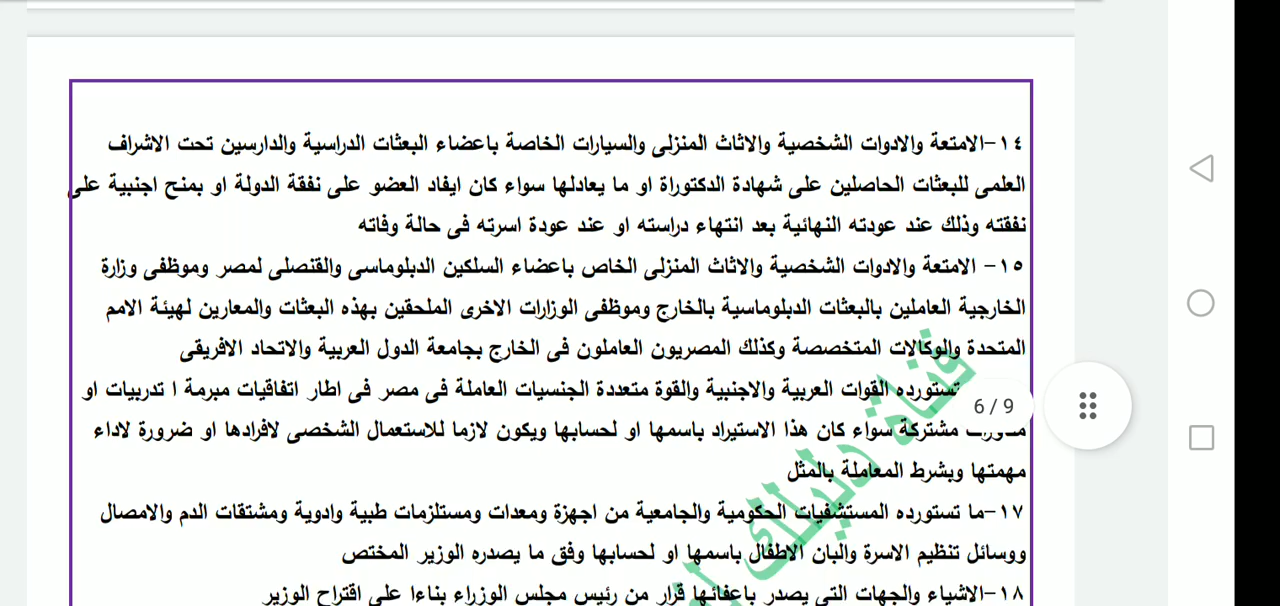 ١٤-الامتعة والادوات الشخصية والاثاث المنزلى والسيارات الخاصة باعضاء البعثات الدراسية والدارسين تحت الاشراف
العلمى للبعثات الحاصلين على شهادة الدكتوراة او ما يعادلها سواء كان ايفاد العضو على نفقة الدولة او بمنح اجنبية على
نفقته وذلك عند عودته النهائية بعد انتهاء دراسته او عند عودة اسرته فى حالة وفاته
١٥- الامتعة والادوات الشخصية والاثاث المنزلى الخاص باعضاء السلكين الدبلوماسى والقنصلى لمصر وموظفى وزارة
الخارجية العاملين بالبعثات الدبلوماسية بالخارج وموظفى الوزارات الاخرى الملحقين بهذه البعثات والمعارين لهيئة الامم
المتحدة والوكالات المتخصصة وكذلك المصريون العاملون فى الخارج بجامعة الدول العربية والاتحاد الافريقى
تستورده القوات العربية والاجنبية والقوة متعددة الجنسيات العاملة فى مصر فى اطار اتفاقيات مبرمة ا تدربيات او
6 / 9
مشتركة سواء كان هذا الاستيراد باسمها او لحسابها ويكون لازما للاستعمال الشخصى لافرادها او ضرورة لاداء
مهمتها وبشرط المعاملة بالمثل
١٧-ما تستورده المستشفيات الحكومية والجامعية من اجهزة ومعدات ومستلزمات طبية وادوية ومشتقات الدم والامصال
ووسائل تنظيم الاسرة والبان الاطفال باسمها او لحسابها وفق ما يصدره الوزير المختص
١٨-الاشياء والجهات التى يصدر باعفائها قرار من رئيس مجلس الوزراء بناءا على اقتراح الوزير
قناة